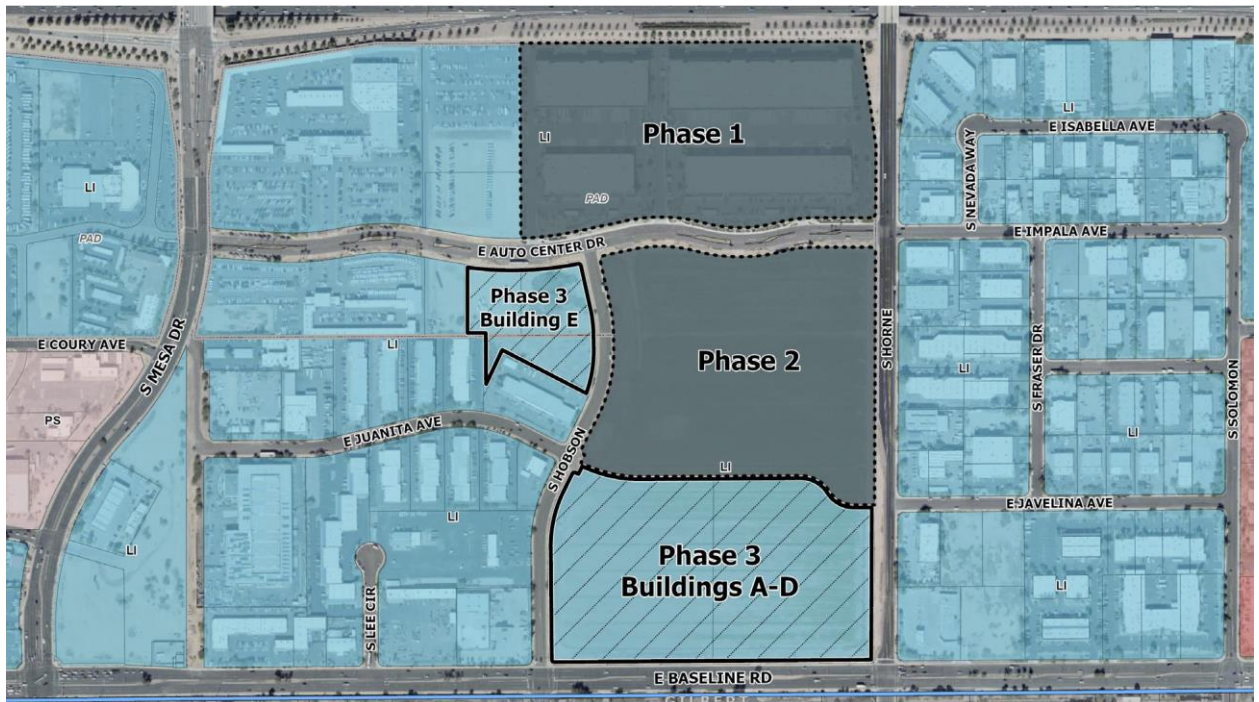 LI
E ISABELLA AVE
Phase 1
LI
S NEVADA WAY
LI
PAD
E IMPALA AVE
PAD
E AUTO CENTER DR
Phase 3
Building E
S MESA DR
S HORNE
E COURY AVE
LI
Phase 2
S FRASER DR
LI
S SOLOMON
PS
E JUANITA AVE
LI
S HOBSON
LI
E JAVELINA AVE
LI
LI
Phase 3
Buildings A-D
LI
S LEE CIR
E BASELINE RD
GILBERT